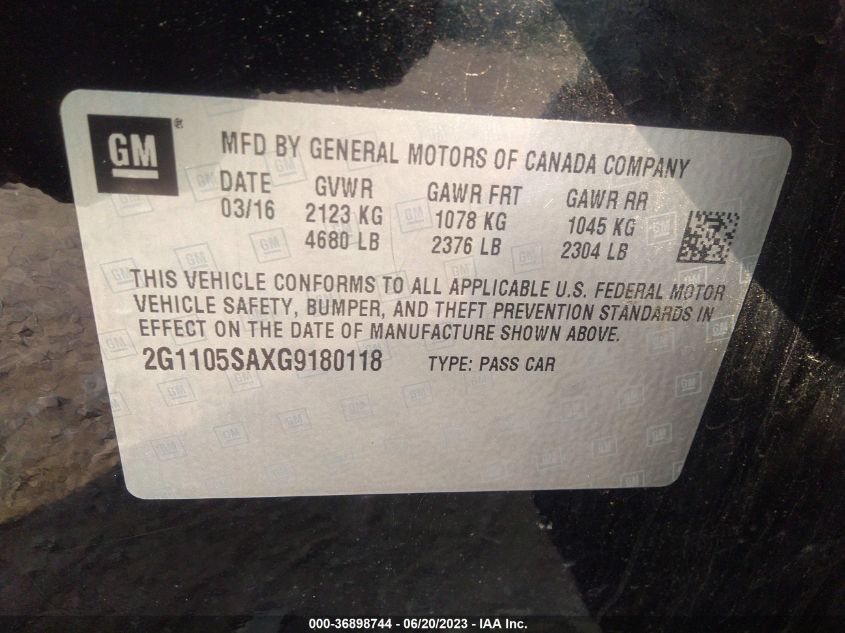 GM ®
MFD BY GENERAL MOTORS OF CANADA COMPANY
DATE GVWR GAWR FRT GAWR RR
03/16 2123 KG 1078 KG 1045 KG
4680 LB 2376 LB 2304 LB
THIS VEHICLE CONFORMS TO ALL APPLICABLE U.S. FEDERAL MOTOR
VEHICLE SAFETY, BUMPER, AND THEFT PREVENTION STANDARDS IN
EFFECT ON THE DATE OF MANUFACTURE SHOWN ABOVE.
2G1105SAXG9180118 TYPE: PASS CAR
000-36898744 / 06/20/2023 - IAA Inc.